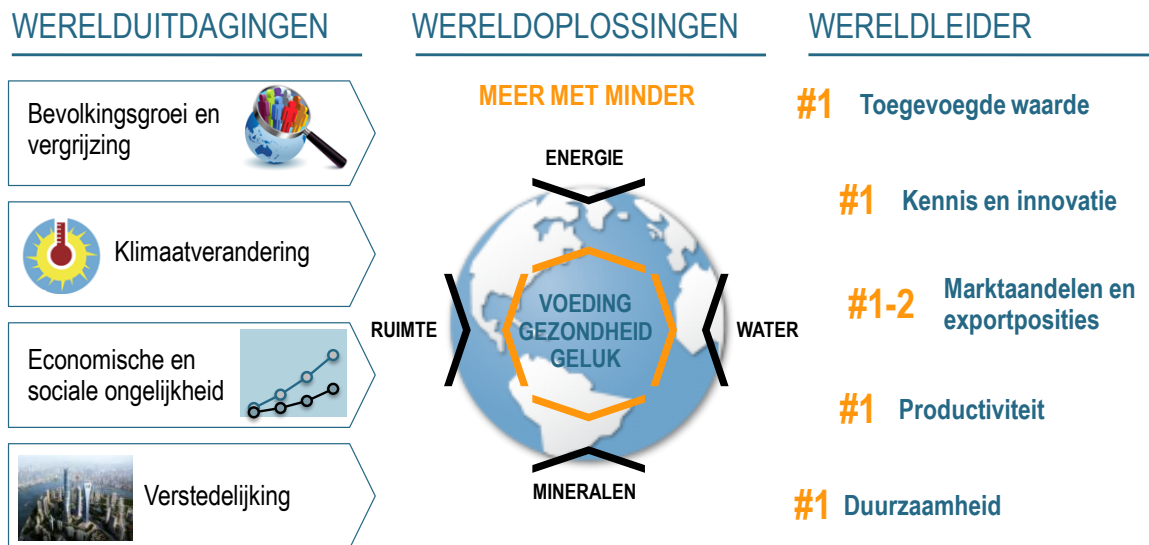 WERELDUITDAGINGEN
Bevolkingsgroei en
vergrijzing
Klimaatverandering
Economische en
sociale ongelijkheid
Verstedelijking
WERELDOPLOSSINGEN
MEER MET MINDER
ENERGIE
RUIMTE
VOEDING
GEZONDHEID
GELUK
WATER
MINERALEN
WERELDLEIDER
#1 Toegevoegde waarde
#1 Kennis en innovatie
#1-2 Marktaandelen en
exportposities
#1 Productiviteit
#1 Duurzaamheid